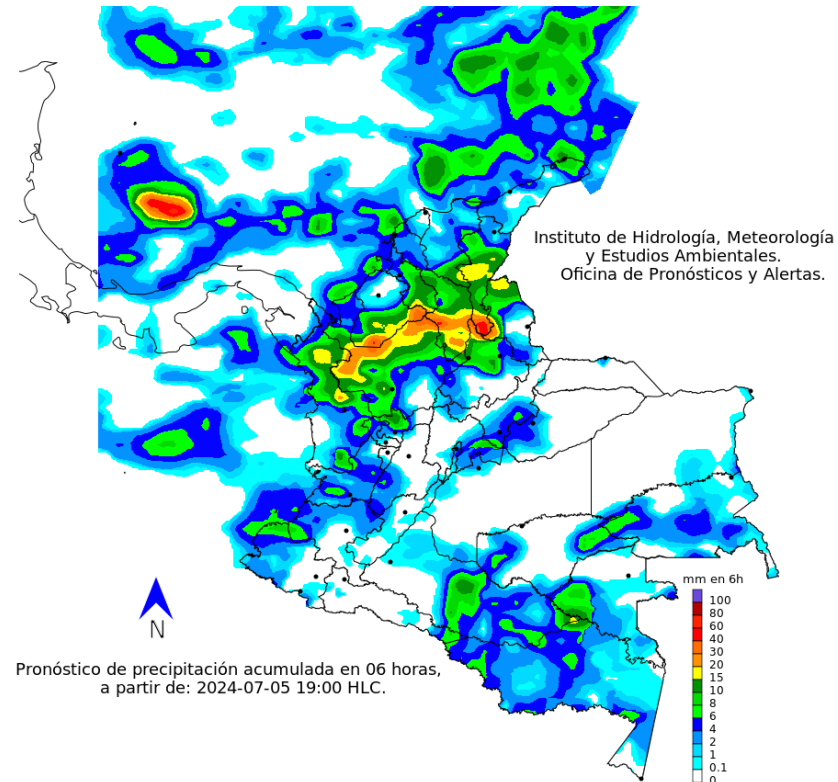 Instituto de Hidrología, Meteorología
y Estudios Ambientales.
Oficina de Pronósticos y Alertas.
mm en 6h
100
80
60
40
30
20
15
10
8
6
4
2
1
0.1
0
N
Pronóstico de precipitación acumulada en 06 horas,
a partir de: 2024-07-05 19:00 HLC.